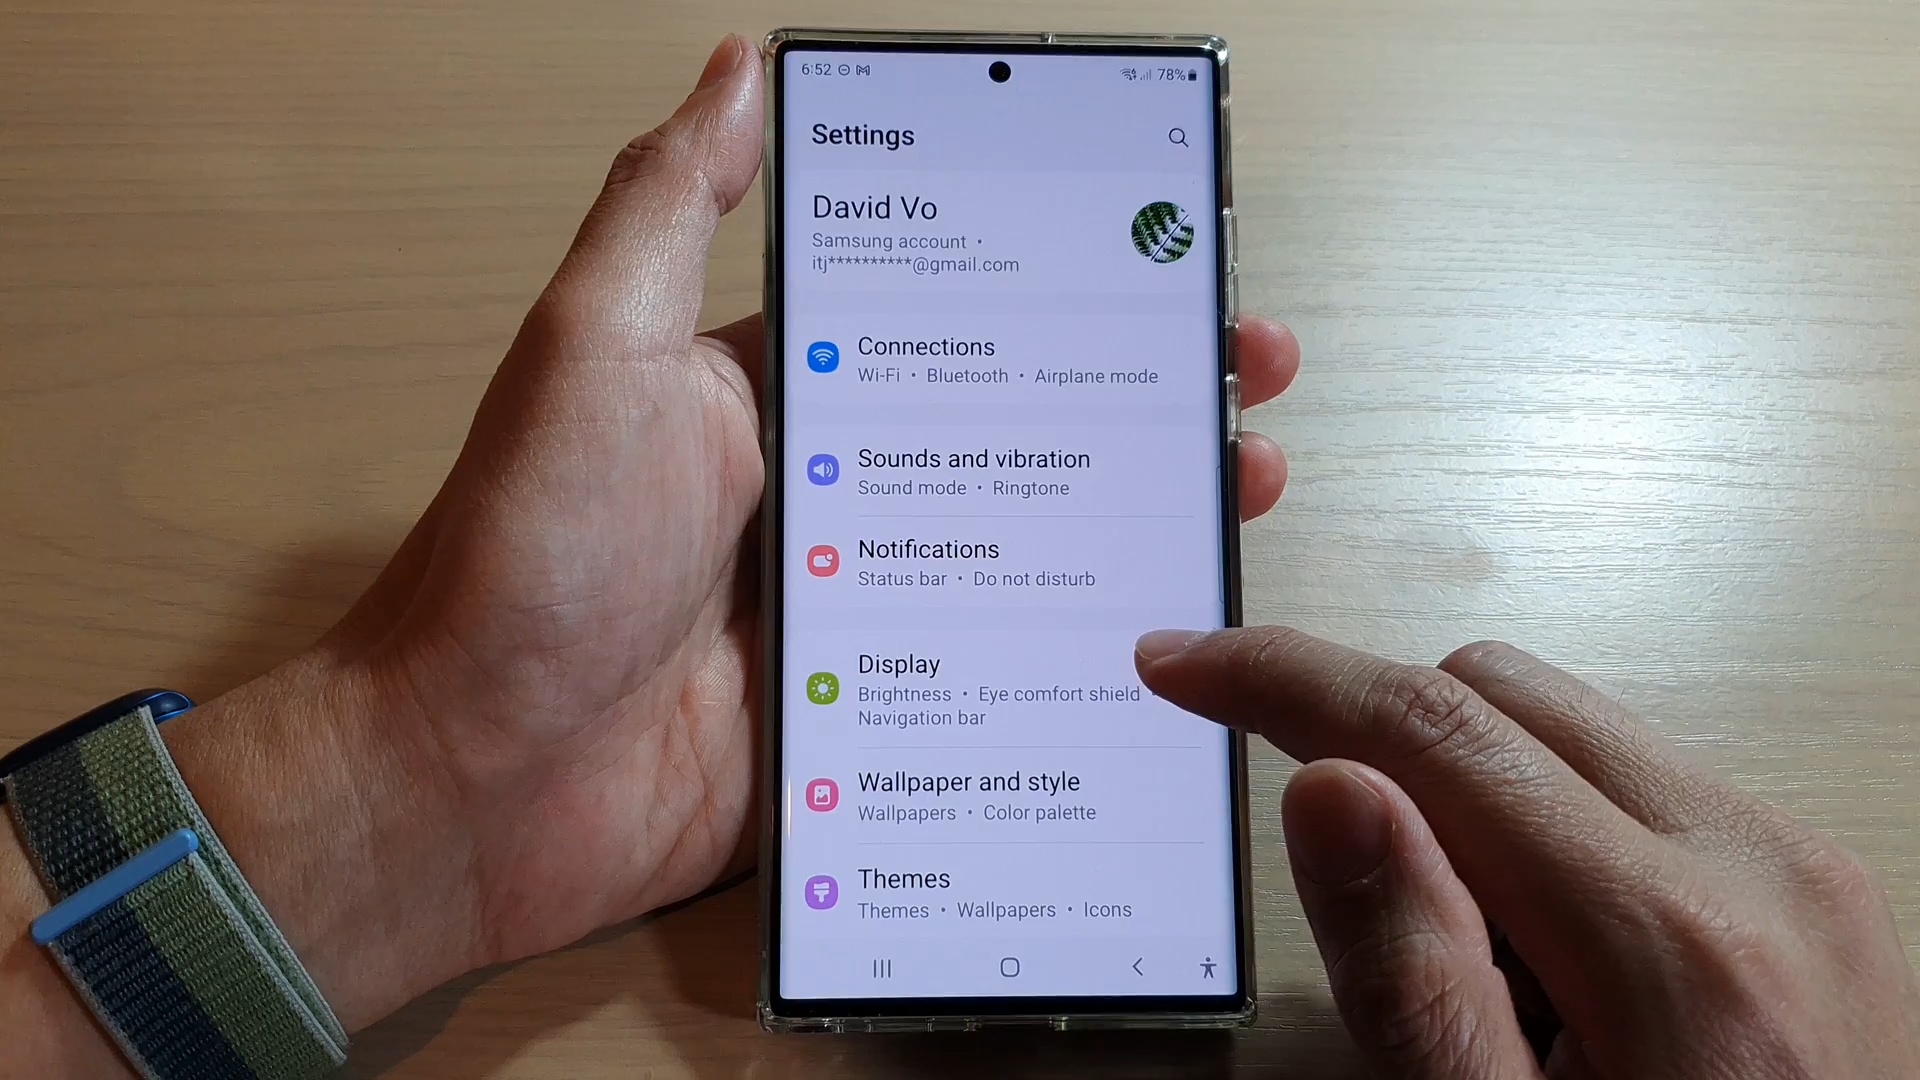 6:52
78%
Settings
David Vo
Samsung account •
itj**********@gmail.com
Connections
Wi-Fi • Bluetooth • Airplane mode
Sounds and vibration
Sound mode • Ringtone
Notifications
Status bar • Do not disturb
Display
Brightness • Eye comfort shield •
Navigation bar
Wallpaper and style
Wallpapers • Color palette
Themes
Themes • Wallpapers • Icons